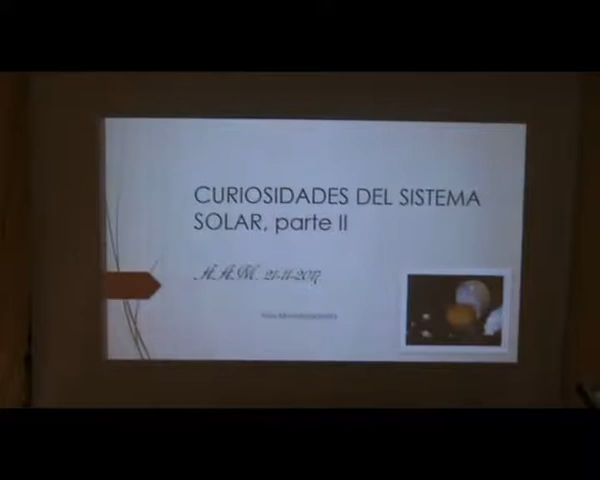 CURIOSIDADES DEL SISTEMA
SOLAR, parte II
A.A.M. 21-11-2017